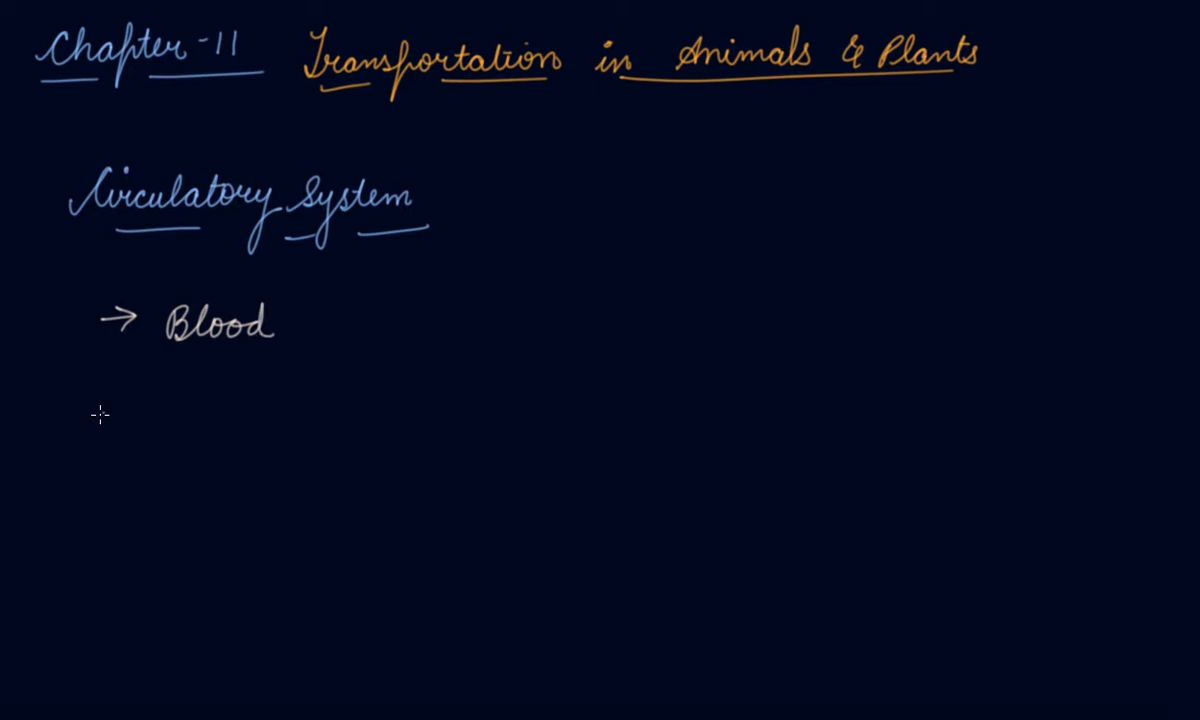 Chapter-11 Transportation in Animals & Plants
Circulatory System
→ Blood